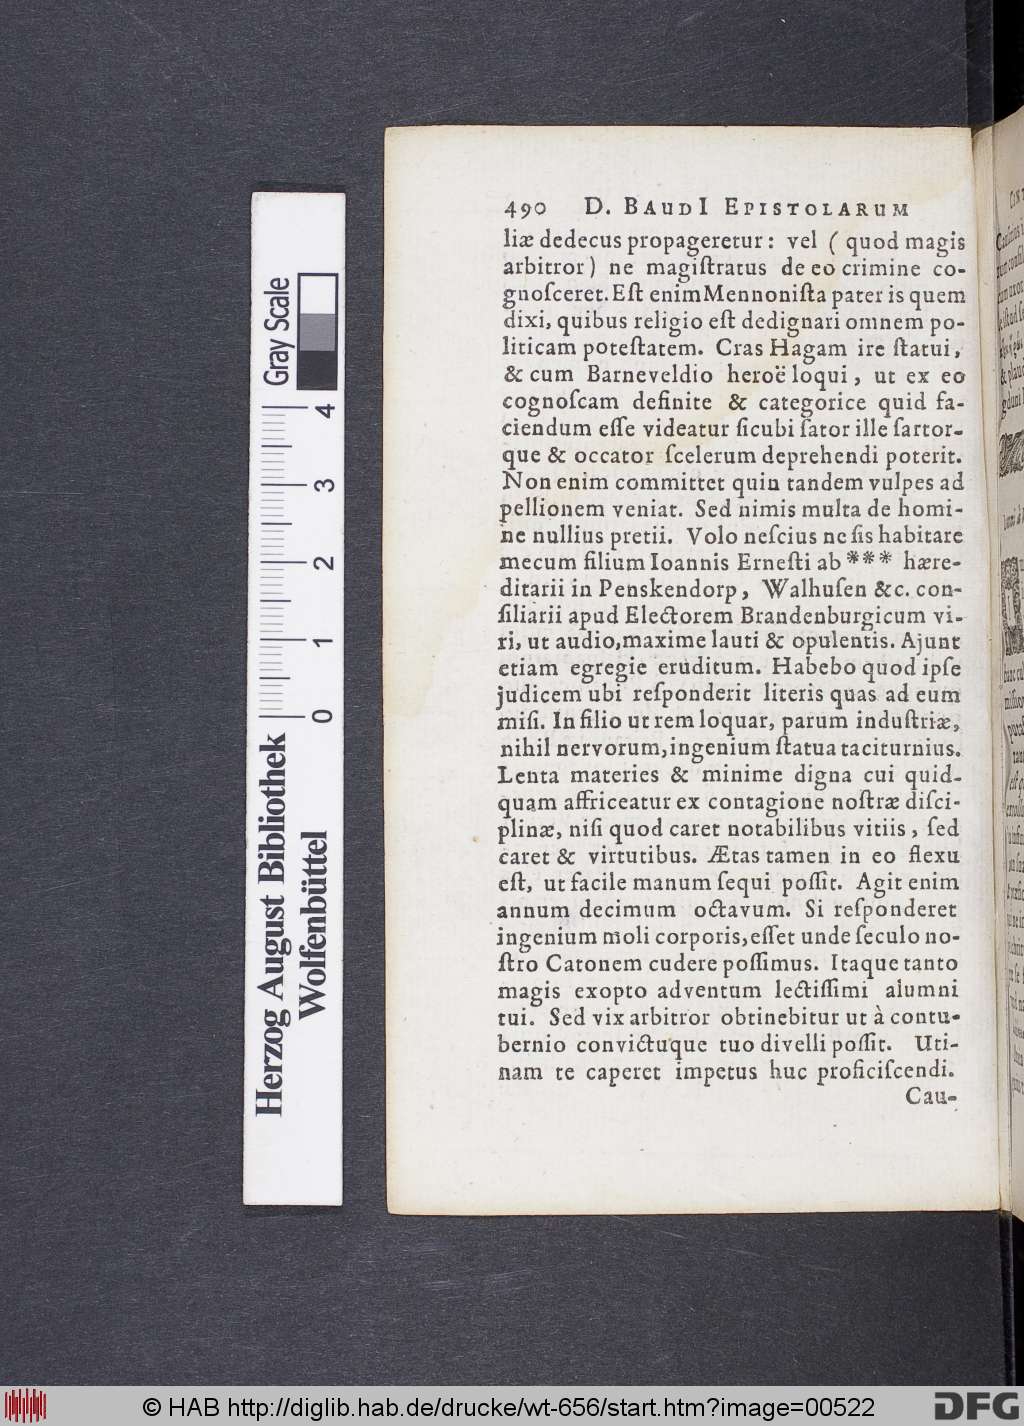 490 D. BAUDI EPISTOLARUM
liæ dedecus propageretur: vel ( quod magis
arbitror) ne magiſtratus de eo crimine co-
gnoſceret. Eſt enim Mennoniſta pater is quem
dixi, quibus religio eſt dedignari omnem po-
liticam poteſtatem. Cras Hagam ire ſtatui,
& cum Barneveldio heroë loqui, ut ex eo
cognoſcam definite & categorice quid fa-
ciendum eſſe videatur ſicubi ſator ille ſartor-
que & occator ſcelerum deprehendi poterit.
Non enim committet quin tandem vulpes ad
pellionem veniat. Sed nimis multa de homi-
ne nullius pretii. Volo neſcius ne ſis habitare
mecum filium Ioannis Erneſti ab *** hære-
ditarii in Penskendorp, Walhuſen &c. con-
ſiliarii apud Electorem Brandenburgicum vi-
ri, ut audio, maxime lauti & opulentis. Ajunt
etiam egregie eruditum. Habebo quod ipſe
judicem ubi reſponderit literis quas ad eum
miſi. In filio ut rem loquar, parum induſtriæ,
nihil nervorum, ingenium ſtatua taciturnius.
Lenta materies & minime digna cui quid-
quam affriceatur ex contagione noſtræ diſci-
plinæ, niſi quod caret notabilibus vitiis, ſed
caret & virtutibus. Ætas tamen in eo flexu
eſt, ut facile manum ſequi poſſit. Agit enim
annum decimum octavum. Si reſponderet
ingenium moli corporis, eſſet unde ſeculo no-
ſtro Catonem cudere poſſimus. Itaque tanto
magis exopto adventum lectiſſimi alumni
tui. Sed vix arbitror obtinebitur ut à contu-
bernio convictuque tuo divelli poſſit. Uti-
nam te caperet impetus huc proficiſcendi.
Cau-
Gray Scale
4 3 2 1 0
Herzog August Bibliothek
Wolfenbüttel
© HAB http://diglib.hab.de/drucke/wt-656/start.htm?image=00522
DFG